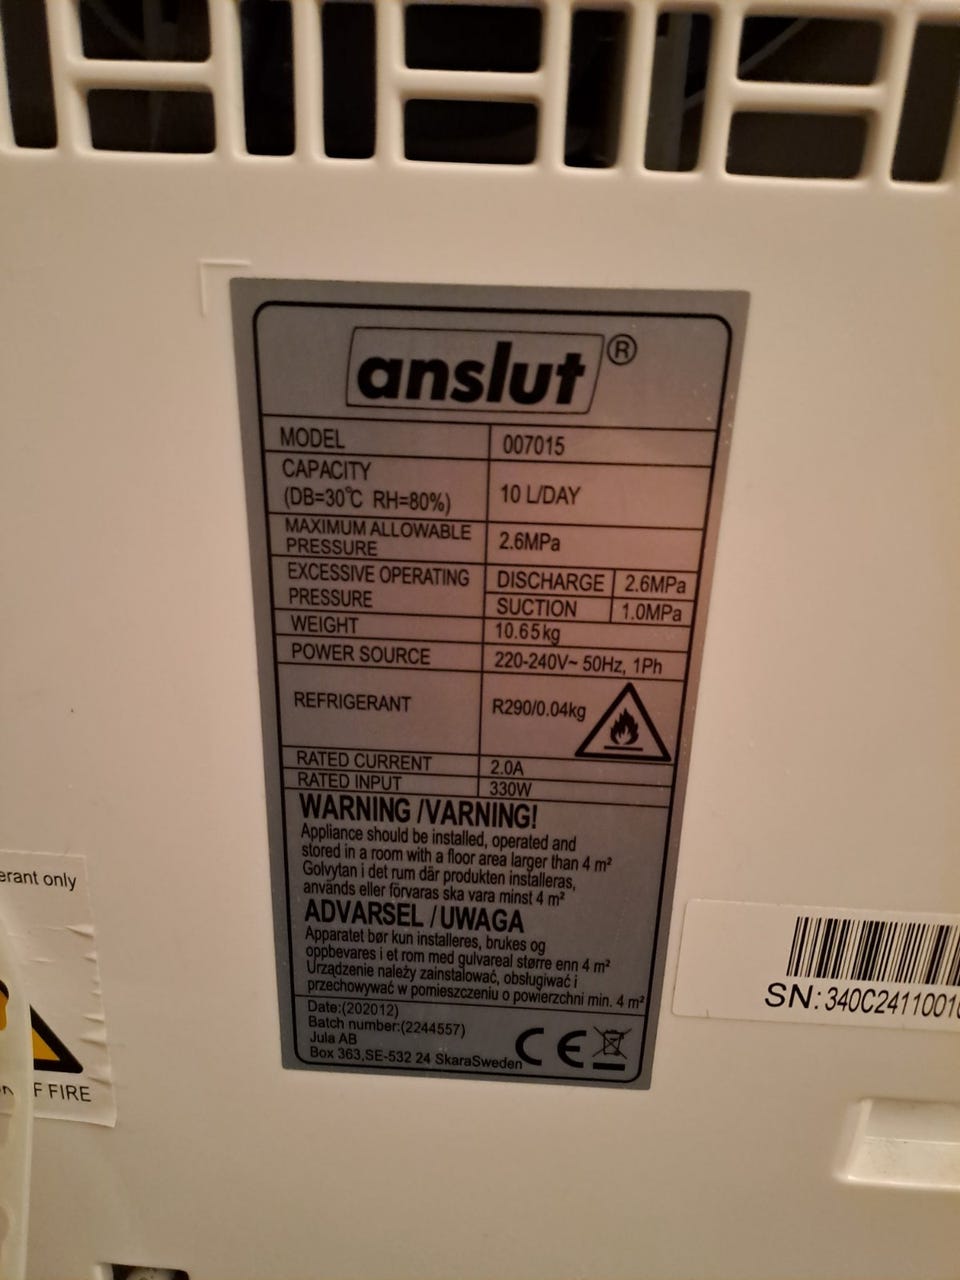 anslut®
MODEL 007015
CAPACITY
(DB=30℃ RH=80%) 10 L/DAY
MAXIMUM ALLOWABLE
PRESSURE 2.6MPa
EXCESSIVE OPERATING
PRESSURE
DISCHARGE 2.6MPa
SUCTION 1.0MPa
WEIGHT 10.65kg
POWER SOURCE 220-240V~ 50Hz, 1Ph
REFRIGERANT R290/0.04kg
RATED CURRENT 2.0A
RATED INPUT 330W
WARNING /VARNING!
Appliance should be installed, operated and
stored in a room with a floor area larger than 4 m²
Golvytan i det rum där produkten installeras,
används eller förvaras ska vara minst 4 m²
ADVARSEL /UWAGA
Apparatet bør kun installeres, brukes og
oppbevares i et rom med gulvareal større enn 4 m²
Urządzenie należy zainstalować, obsługiwać i
przechowywać w pomieszczeniu o powierzchni min. 4 m²
Date:(202012)
Batch number:(2244557)
Jula AB
Box 363,SE-532 24 SkaraSweden
CE
erant only
F FIRE
SN:340C2411001